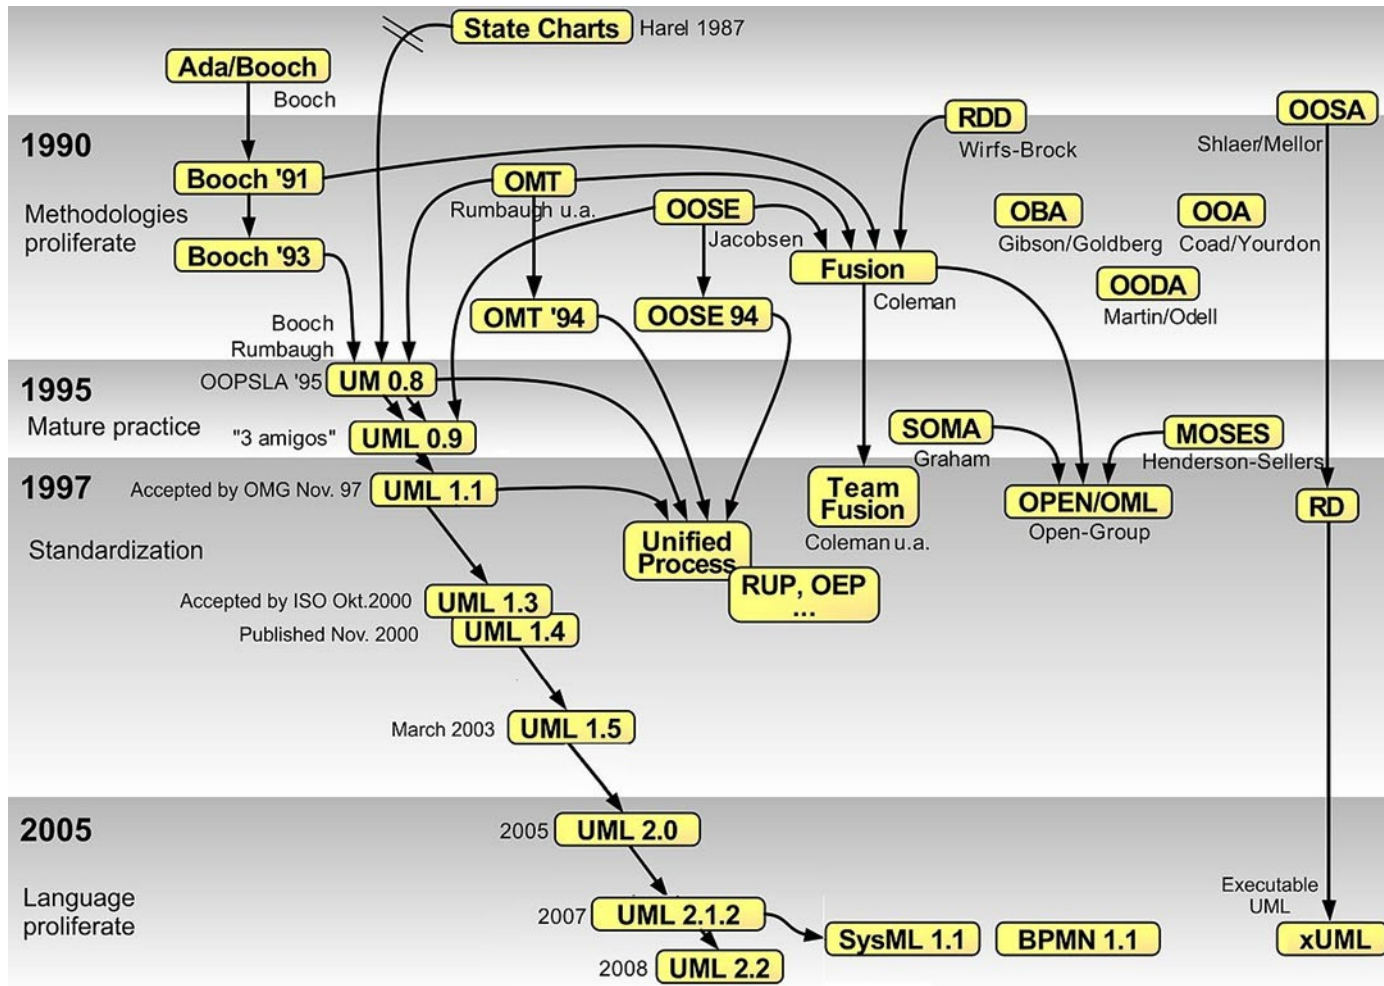 State Charts
Harel 1987
Ada/Booch
Booch
RDD
Wirfs-Brock
OOSA
Shlaer/Mellor
1990
Methodologies
proliferate
Booch '91
OMT
Rumbaugh u.a.
OOSE
Jacobsen
OBA
Gibson/Goldberg
OOA
Coad/Yourdon
Booch '93
Fusion
Coleman
OODA
Martin/Odell
OMT '94
OOSE 94
Booch
Rumbaugh
1995
Mature practice
OOPSLA '95
UM 0.8
"3 amigos"
UML 0.9
SOMA
Graham
MOSES
Henderson-Sellers
1997
Standardization
Accepted by OMG Nov. 97
UML 1.1
Team
Fusion
Coleman u.a.
OPEN/OML
Open-Group
RD
Unified
Process
RUP, OEP
...
Accepted by ISO Okt.2000
UML 1.3
Published Nov. 2000
UML 1.4
March 2003
UML 1.5
2005
Language
proliferate
2005
UML 2.0
2007
UML 2.1.2
2008
UML 2.2
SysML 1.1
BPMN 1.1
Executable
UML
xUML